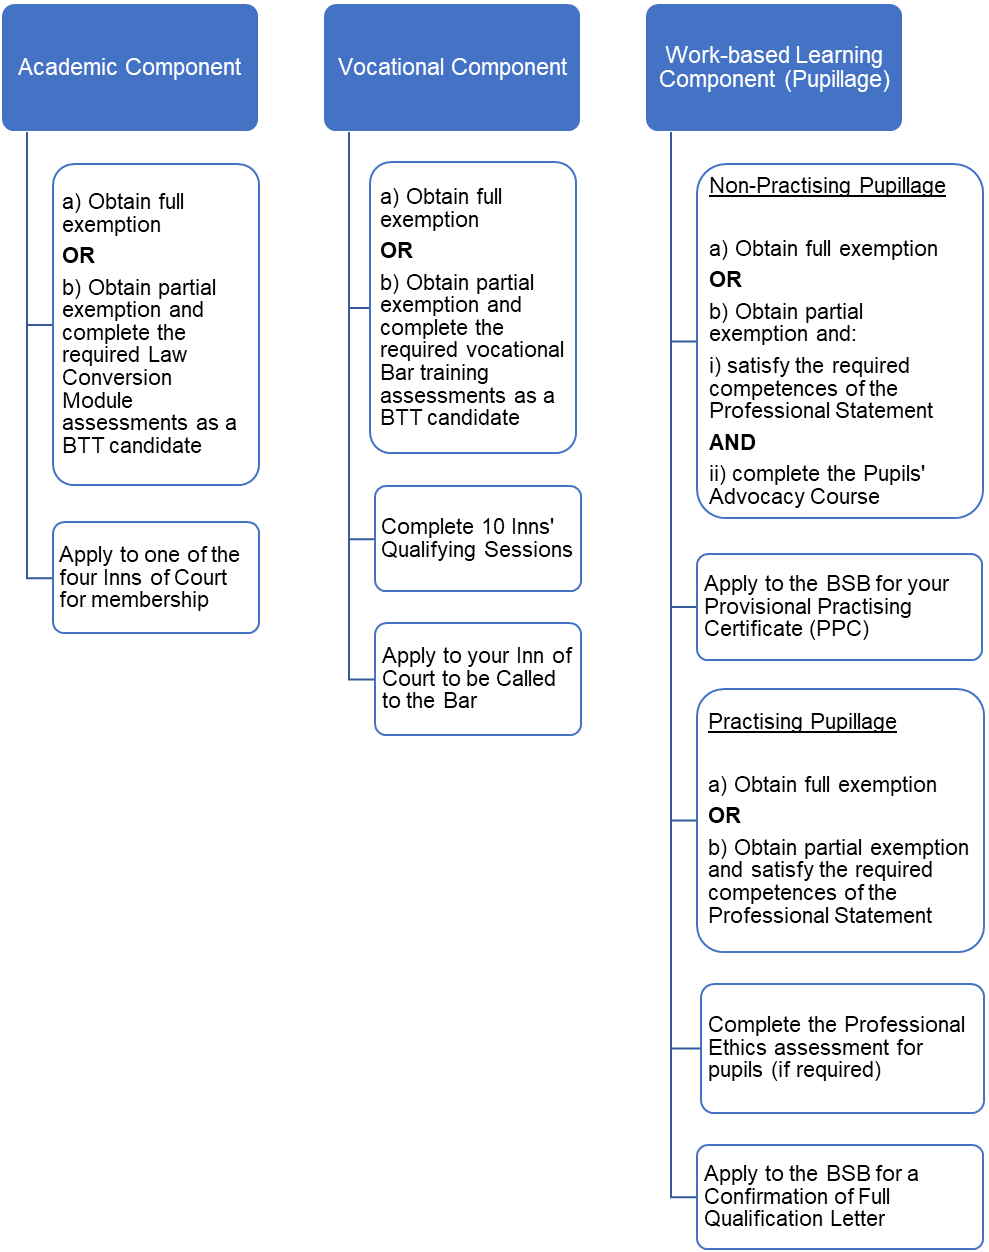 Academic Component
a) Obtain full
exemption
OR
b) Obtain partial
exemption and
complete the
required Law
Conversion
Module
assessments as a
BTT candidate
Apply to one of the
four Inns of Court
for membership
Vocational Component
a) Obtain full
exemption
OR
b) Obtain partial
exemption and
complete the
required vocational
Bar training
assessments as a
BTT candidate
Complete 10 Inns'
Qualifying Sessions
Apply to your Inn of
Court to be Called
to the Bar
Work-based Learning
Component (Pupillage)
Non-Practising Pupillage
a) Obtain full exemption
OR
b) Obtain partial
exemption and:
i) satisfy the required
competences of the
Professional Statement
AND
ii) complete the Pupils'
Advocacy Course
Apply to the BSB for your
Provisional Practising
Certificate (PPC)
Practising Pupillage
a) Obtain full exemption
OR
b) Obtain partial exemption
and satisfy the required
competences of the
Professional Statement
Complete the Professional
Ethics assessment for
pupils (if required)
Apply to the BSB for a
Confirmation of Full
Qualification Letter